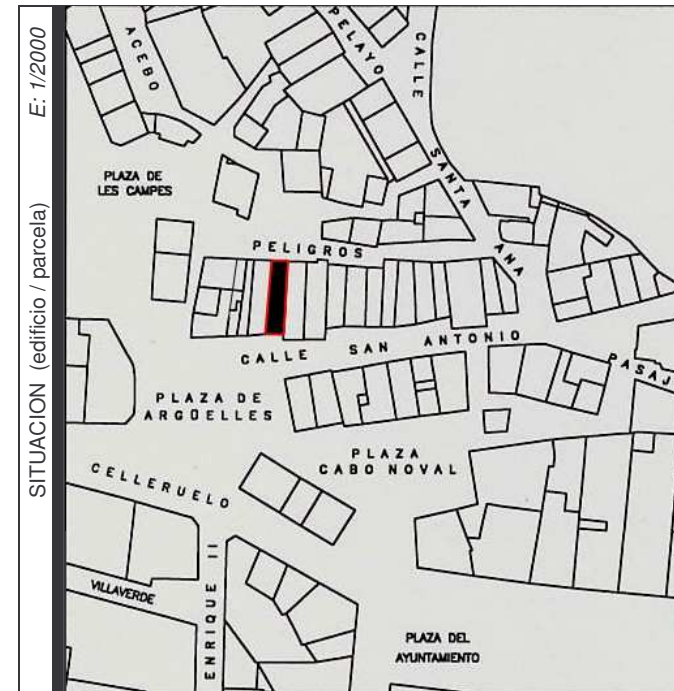 SITUACION (edificio / parcela) E: 1/2000
ACEBO
PELAYO
CALLE
PLAZA DE
LES CAMPES
SANTA ANA
PELIGROS
CALLE SAN ANTONIO
PASAJ
PLAZA DE
ARGÜELLES
PLAZA
CABO NOVAL
CELLERUELO
ENRIQUE II
VILLAVERDE
PLAZA DEL
AYUNTAMIENTO